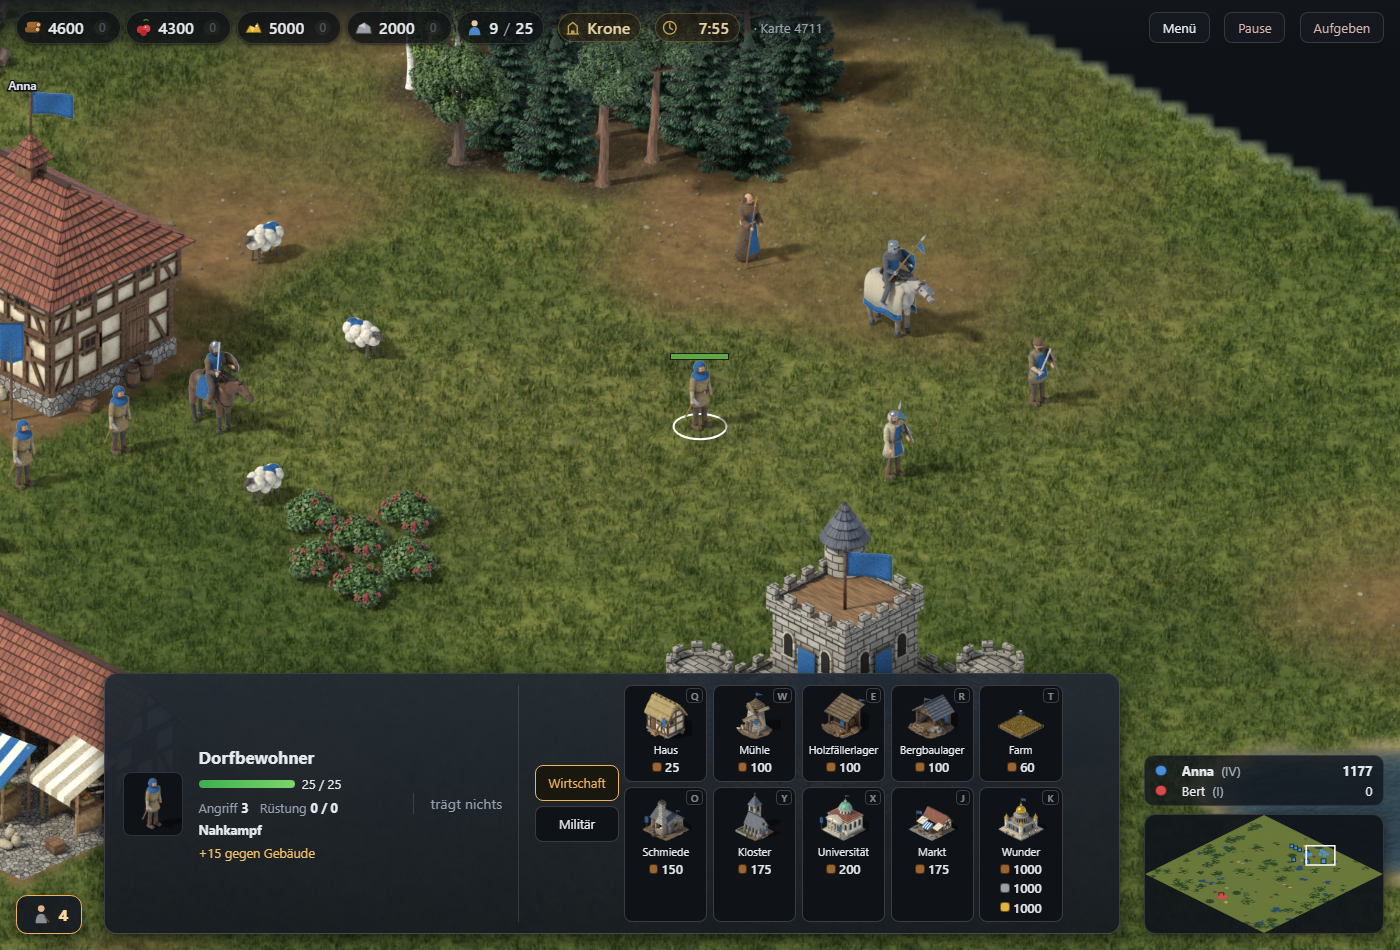 4600 0 4300 0 5000 0 2000 0 9 / 25 Krone 7:55 · Karte 4711 Menü Pause Aufgeben
Anna
Dorfbewohner
25 / 25
Angriff 3 Rüstung 0 / 0
Nahkampf
+15 gegen Gebäude
trägt nichts
Wirtschaft
Militär
Q W E R T
Haus Mühle Holzfällerlager Bergbaulager Farm
25 100 100 100 60
O Y X J K
Schmiede Kloster Universität Markt Wunder
150 175 200 175 1000
1000
1000
Anna (IV) 1177
Bert (I) 0
4